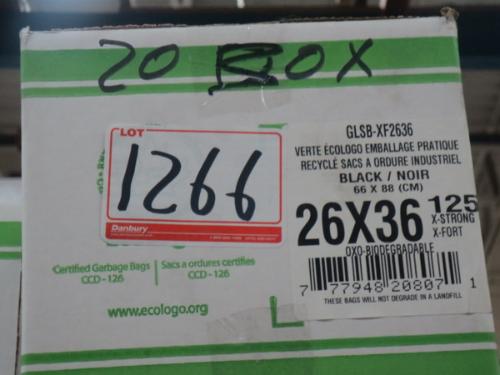 20 BOX
LOT
1266
Danbury
GLSB-XF2636
VERTE ÉCOLOGO EMBALLAGE PRATIQUE
RECYCLÉ SACS A ORDURE INDUSTRIEL
BLACK / NOIR
66 X 88 (CM)
26X36 125
X-STRONG
X-FORT
OXO-BIODEGRADABLE
7 77948 20807 1
THESE BAGS WILL NOT DEGRADE IN A LANDFILL
Certified Garbage Bags
CCD - 126
Sacs a ordures certifies
CCD - 126
www.ecologo.org